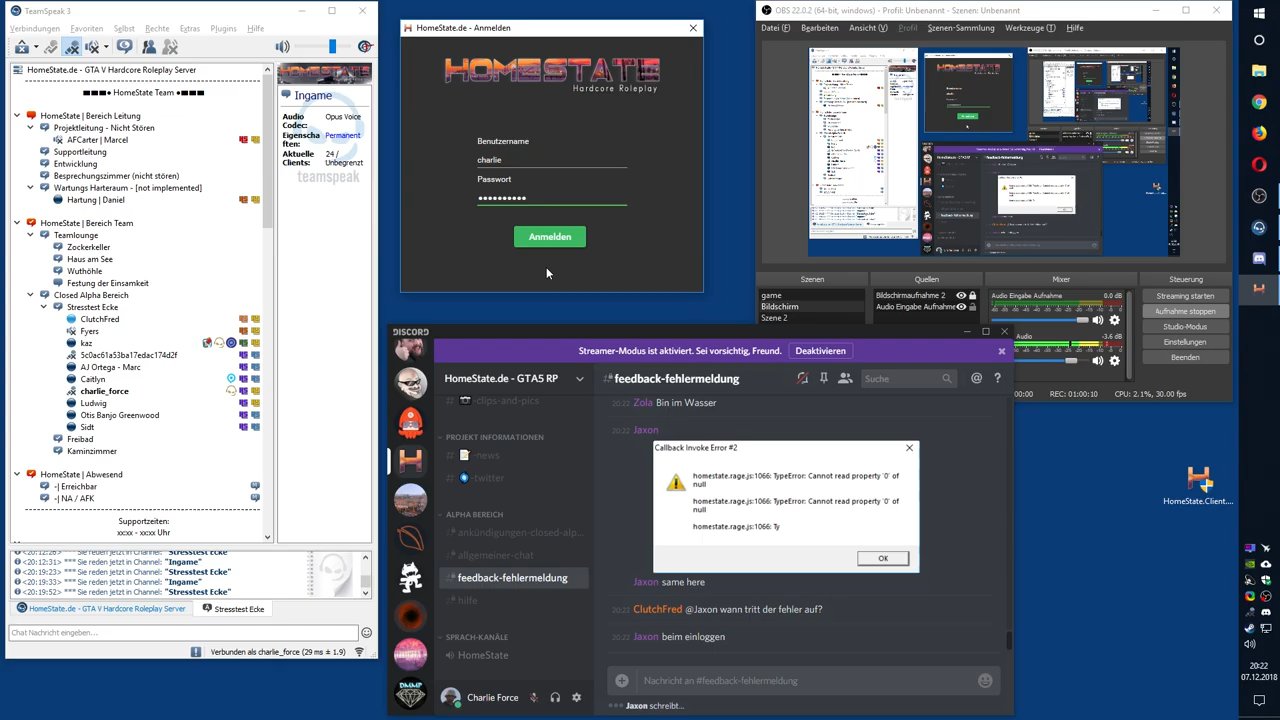 TeamSpeak 3
Verbindungen Favoriten Selbst Rechte Extras Plugins Hilfe
HomeState.de - GTA V Hardcore Roleplay Server
■■■● HomeState Team ●■■■
HomeState | Bereich Leitung
Projektleitung - Nicht Stören
AFCarter | Marcel
Supportleitung
Entwicklung
Besprechungszimmer (nicht stören)
Wartungs Harteraum - [not implemented]
Hartung | Daniel
HomeState | Bereich Team
Teamlounge
Zockerkeller
Haus am See
Wuthöhle
Festung der Einsamkeit
Closed Alpha Bereich
Stresstest Ecke
ClutchFred
Fyers
kaz
5c0ac61a53ba17edac174d2f
AJ Ortega - Marc
Caitlyn
charlie_force
Ludwig
Otis Banjo Greenwood
Sidt
Freibad
Kaminzimmer
HomeState | Abwesend
-| Errechbar
-| NA / AFK
Supportzeiten:
xx:xx - xx:xx Uhr
HOMESTATE
Ingame
Audio Codec: Opus Voice
Eigenschaften: Permanent
Aktuelle Clients: 24 / Unbegrenzt
teamspeak
<20:12:26> *** Sie reden jetzt in Channel: "Stresstest Ecke"
<20:12:31> *** Sie reden jetzt in Channel: "Ingame"
<20:19:23> *** Sie reden jetzt in Channel: "Stresstest Ecke"
<20:19:33> *** Sie reden jetzt in Channel: "Ingame"
<20:19:52> *** Sie reden jetzt in Channel: "Stresstest Ecke"
HomeState.de - GTA V Hardcore Roleplay Server Stresstest Ecke
Chat Nachricht eingeben...
Verbunden als charlie_force (29 ms ± 1.9)
HomeState.de - Anmelden
HOMESTATE
Hardcore Roleplay
Benutzername
charlie
Passwort
••••••••••
Anmelden
OBS 22.0.2 (64-bit, windows) - Profil: Unbenannt - Szenen: Unbenannt
Datei (F) Bearbeiten Ansicht (V) Profil Szenen-Sammlung Werkzeuge (T) Hilfe
Szenen Quellen Mixer Steuerung
game
Bildschirm
Szene 2
Bildschirmaufnahme 2
Audio Eingabe Aufnahme
Audio Eingabe Aufnahme 0.0 dB
Audio -3.6 dB
Streaming starten
Aufnahme stoppen
Studio-Modus
Einstellungen
Beenden
00:00 REC: 01:00:10 CPU: 2.1%, 30.00 fps
DISCORD
Streamer-Modus ist aktiviert. Sei vorsichtig, Freund. Deaktivieren
HomeState.de - GTA5 RP
feedback-fehlermeldung
Suche
-clips-and-pics
PROJEKT INFORMATIONEN
-news
-twitter
ALPHA BEREICH
ankündigungen-closed-alp...
allgemeiner-chat
feedback-fehlermeldung
hilfe
SPRACH-KANÄLE
HomeState
Charlie Force
20:22 Zola Bin im Wasser
20:22 Jaxon
Callback Invoke Error #2
homestate.rage.js:1066: TypeError: Cannot read property '0' of
null
homestate.rage.js:1066: TypeError: Cannot read property '0' of
null
homestate.rage.js:1066: Ty
OK
Jaxon same here
20:22 ClutchFred @Jaxon wann tritt der fehler auf?
20:22 Jaxon beim einloggen
Nachricht an #feedback-fehlermeldung
Jaxon schreibt...
HomeState.Client....
20:22
07.12.2018